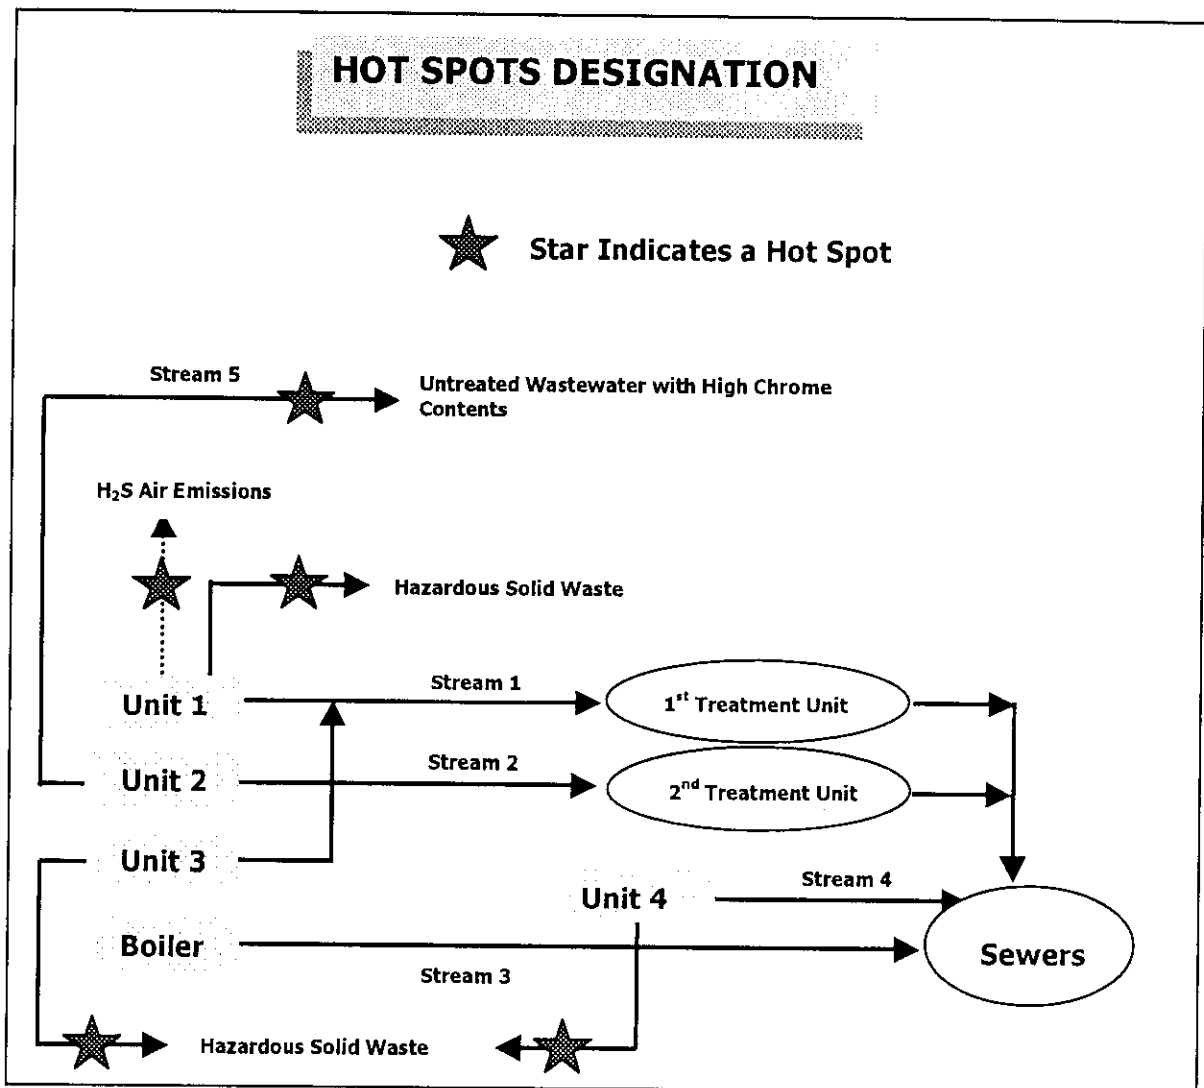 HOT SPOTS DESIGNATION
Star Indicates a Hot Spot
Stream 5
Untreated Wastewater with High Chrome
Contents
H₂S Air Emissions
Hazardous Solid Waste
Unit 1
Stream 1
1st Treatment Unit
Unit 2
Stream 2
2nd Treatment Unit
Unit 3
Unit 4
Stream 4
Boiler
Stream 3
Sewers
Hazardous Solid Waste